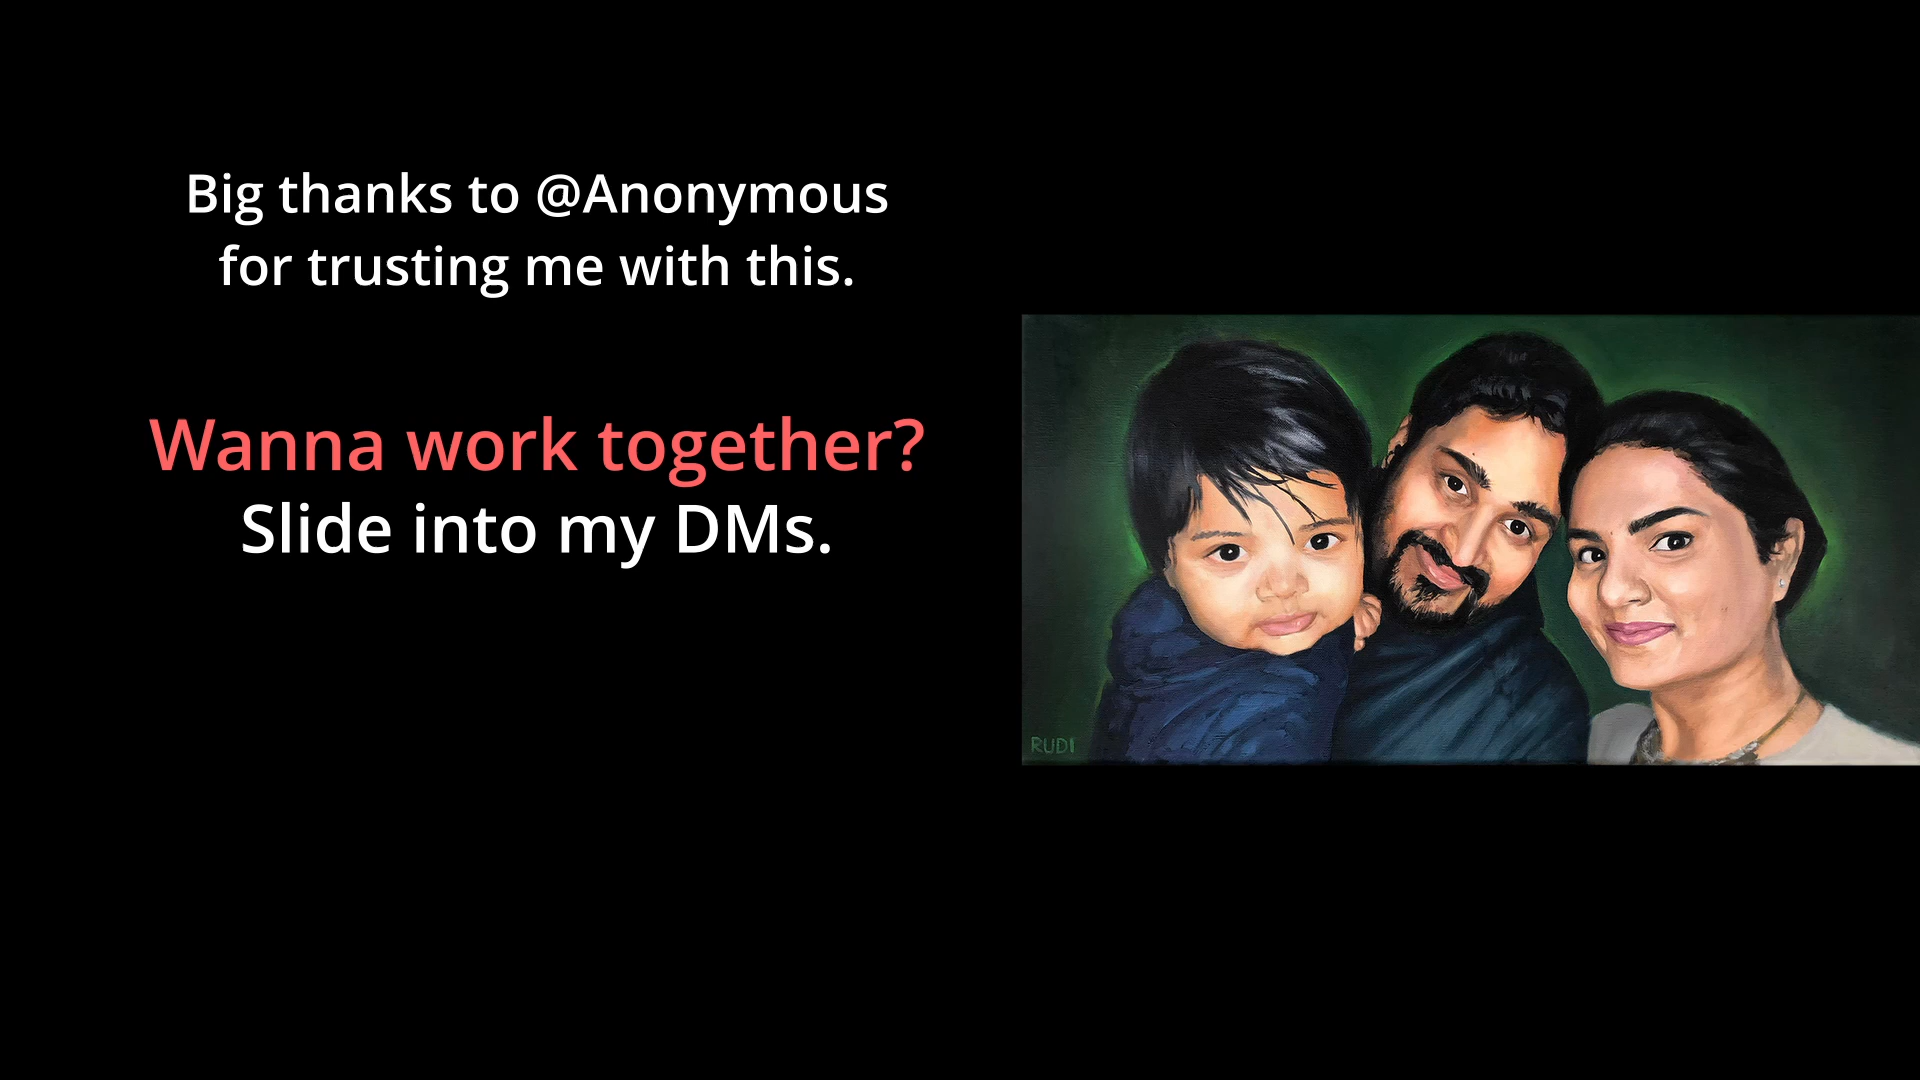 Big thanks to @Anonymous
for trusting me with this.
Wanna work together?
Slide into my DMs.
RUDI